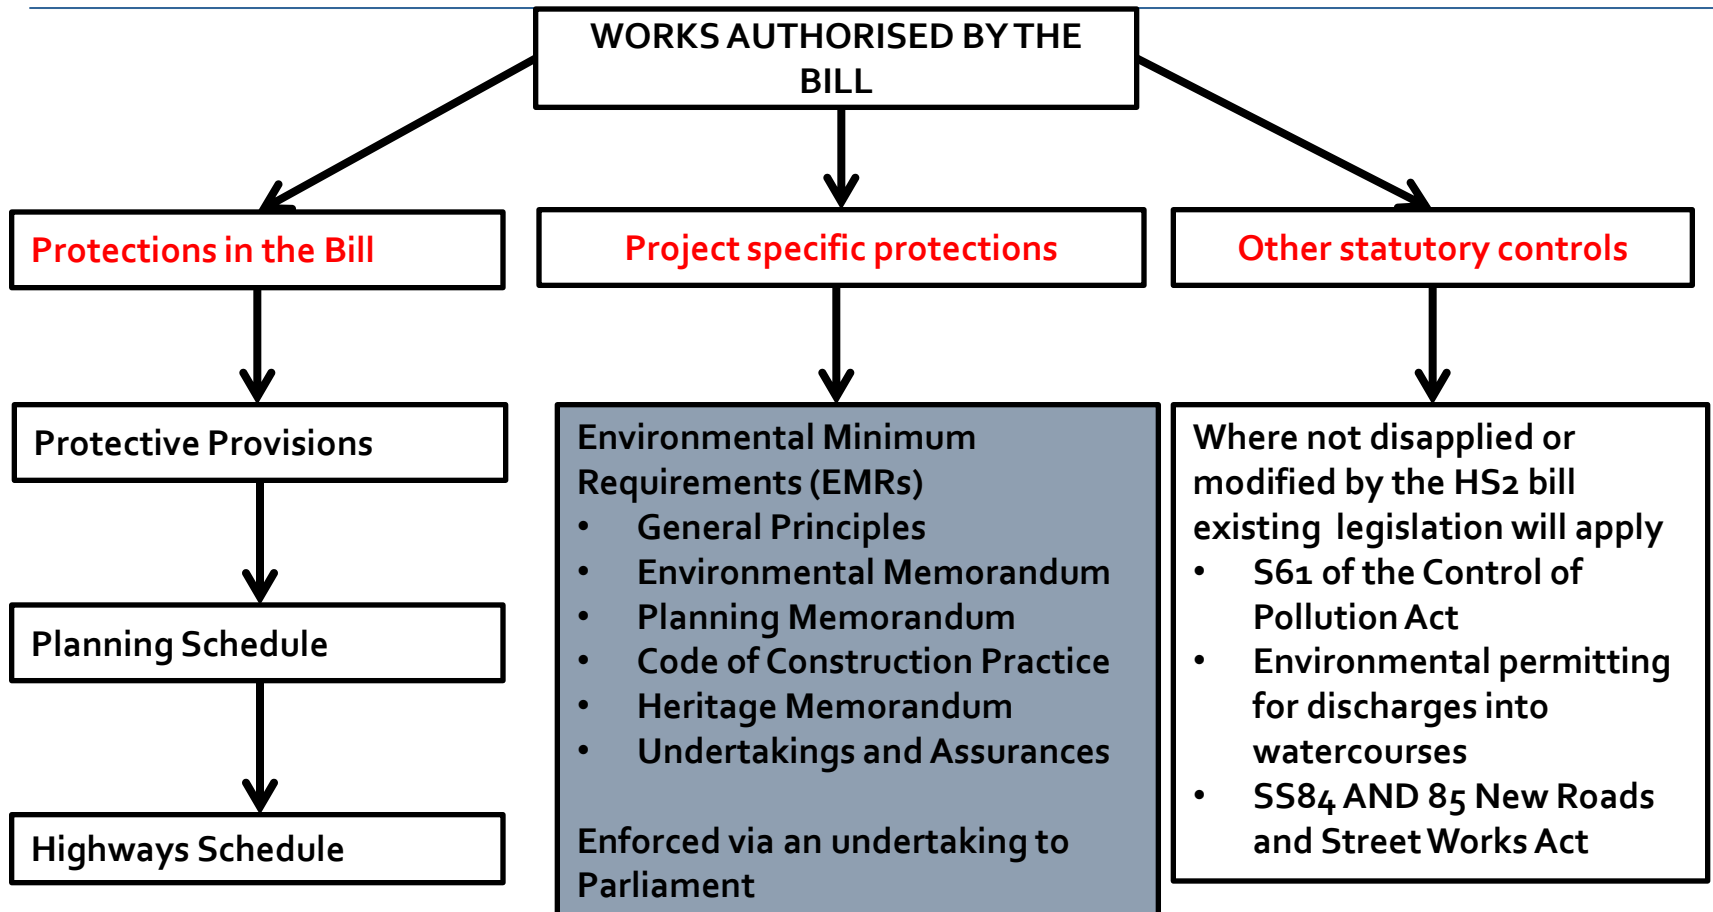 WORKS AUTHORISED BY THE
BILL
Protections in the Bill
Project specific protections
Other statutory controls
Protective Provisions
Planning Schedule
Highways Schedule
Environmental Minimum
Requirements (EMRs)
• General Principles
• Environmental Memorandum
• Planning Memorandum
• Code of Construction Practice
• Heritage Memorandum
• Undertakings and Assurances
Enforced via an undertaking to
Parliament
Where not disapplied or
modified by the HS2 bill
existing legislation will apply
• S61 of the Control of
Pollution Act
• Environmental permitting
for discharges into
watercourses
• SS84 AND 85 New Roads
and Street Works Act